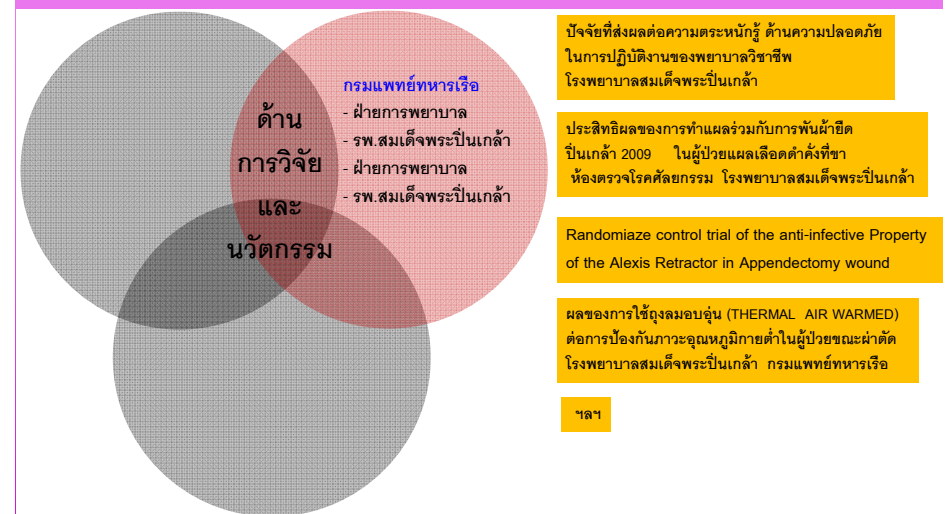 ด้าน
การวิจัย
และ
นวัตกรรม
กรมแพทย์ทหารเรือ
- ฝ่ายการพยาบาล
- รพ.สมเด็จพระปิ่นเกล้า
- ฝ่ายการพยาบาล
- รพ.สมเด็จพระปิ่นเกล้า
ปัจจัยที่ส่งผลต่อความตระหนักรู้ ด้านความปลอดภัย
ในการปฏิบัติงานของพยาบาลวิชาชีพ
โรงพยาบาลสมเด็จพระปิ่นเกล้า
ประสิทธิผลของการทำแผลร่วมกับการพันผ้ายืด
ปิ่นเกล้า 2009 ในผู้ป่วยแผลเลือดดำคั่งที่ขา
ห้องตรวจโรคศัลยกรรม โรงพยาบาลสมเด็จพระปิ่นเกล้า
Randomiaze control trial of the anti-infective Property
of the Alexis Retractor in Appendectomy wound
ผลของการใช้ถุงลมอบอุ่น (THERMAL AIR WARMED)
ต่อการป้องกันภาวะอุณหภูมิกายต่ำในผู้ป่วยขณะผ่าตัด
โรงพยาบาลสมเด็จพระปิ่นเกล้า กรมแพทย์ทหารเรือ
ฯลฯ